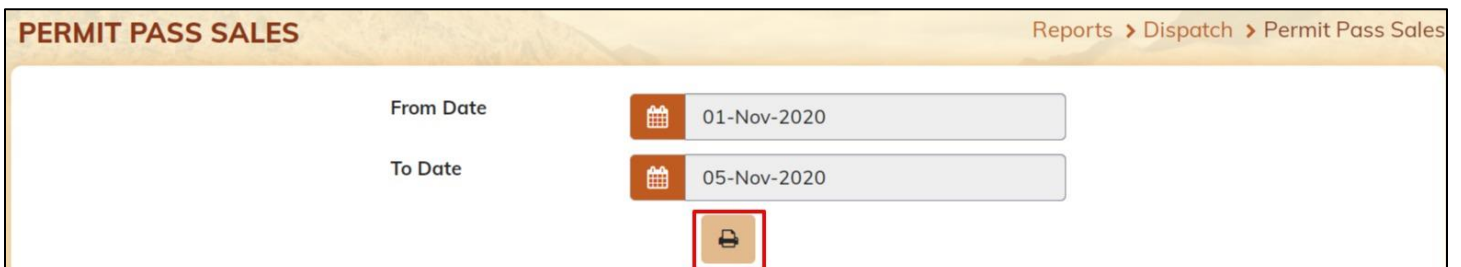 PERMIT PASS SALES
Reports > Dispatch > Permit Pass Sales
From Date
01-Nov-2020
To Date
05-Nov-2020